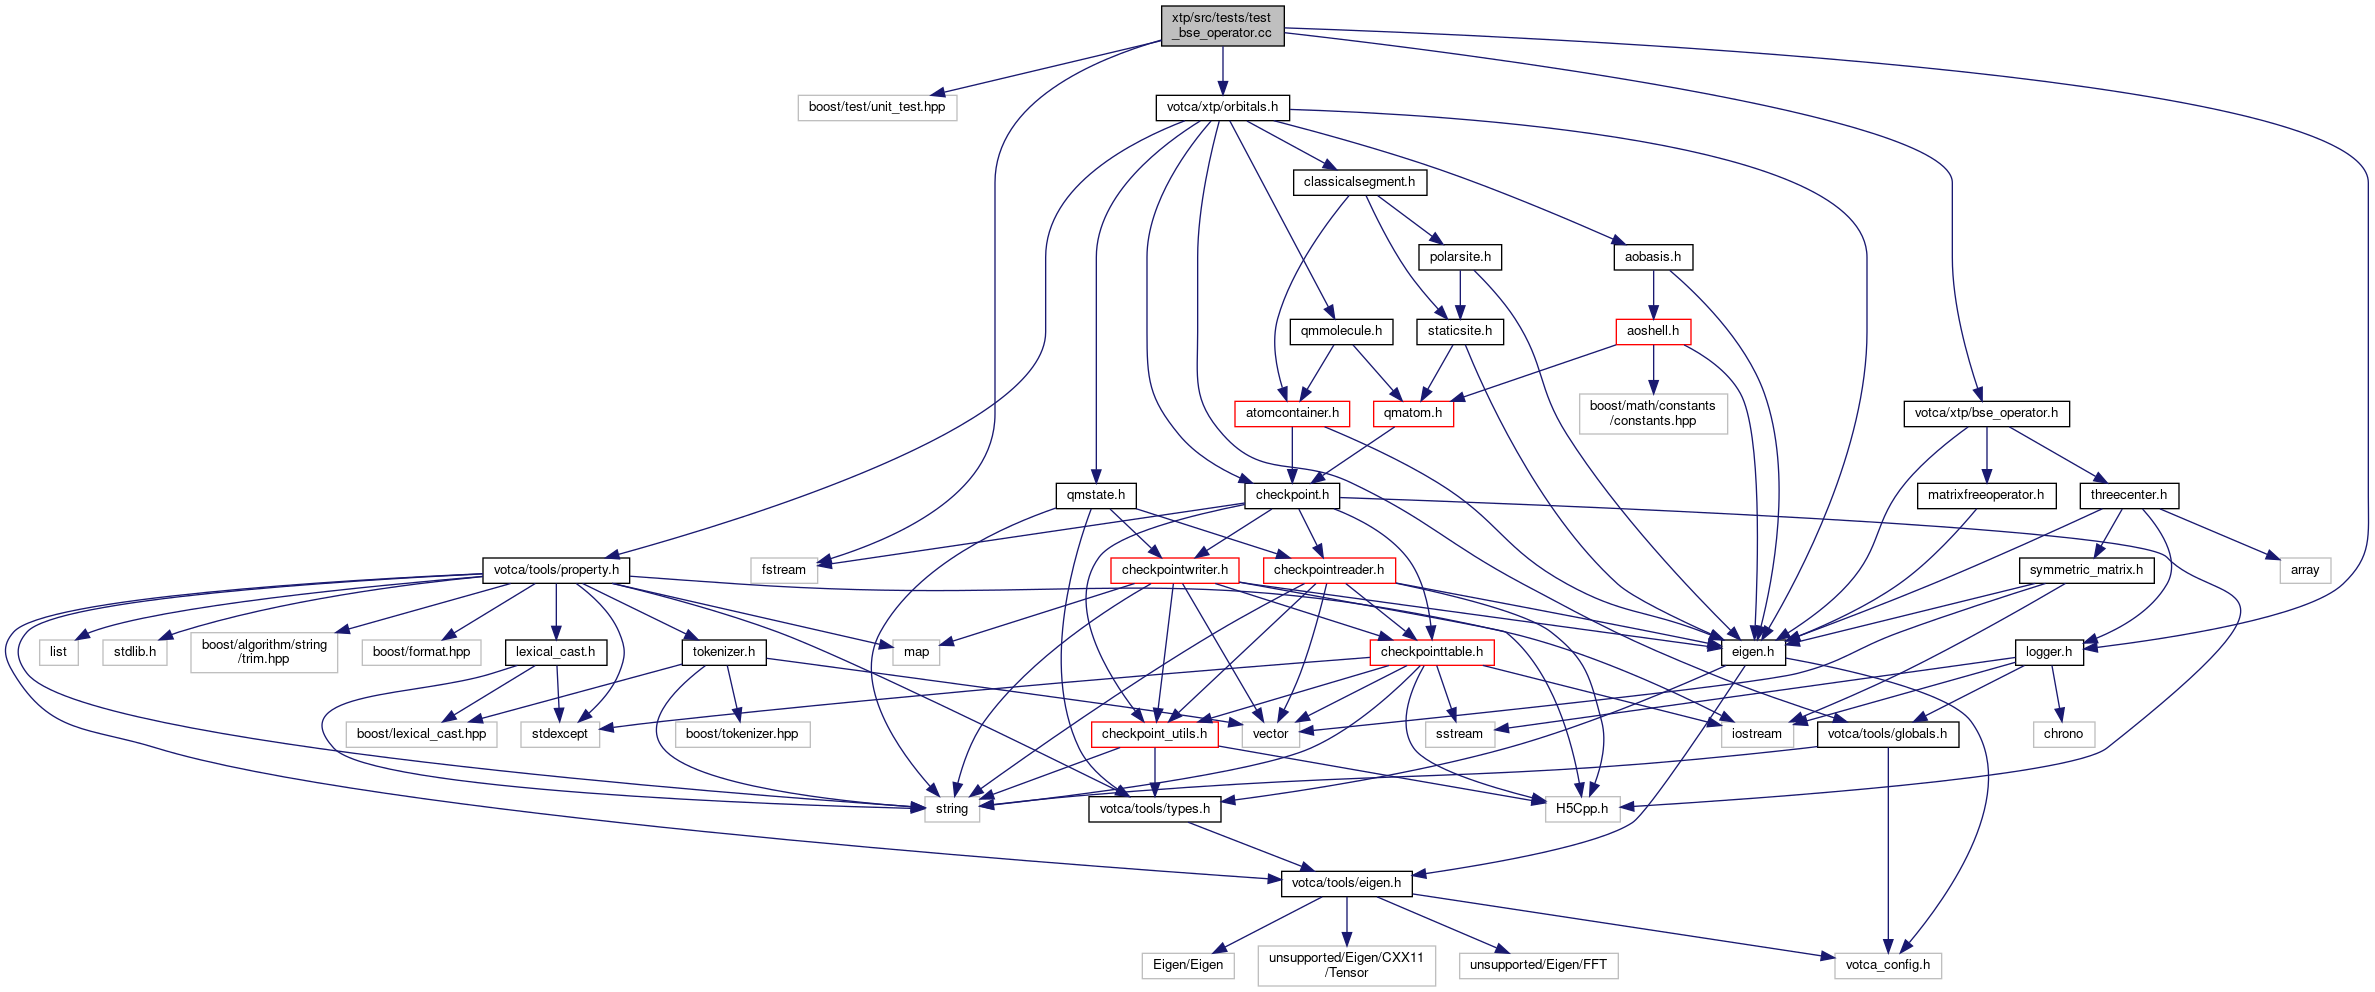 xtp/src/tests/test
_bse_operator.cc
boost/test/unit_test.hpp
votca/xtp/orbitals.h
classicalsegment.h
polarsite.h
aobasis.h
qmmolecule.h
staticsite.h
aoshell.h
atomcontainer.h
qmatom.h
boost/math/constants
/constants.hpp
votca/xtp/bse_operator.h
qmstate.h
checkpoint.h
matrixfreeoperator.h
threecenter.h
votca/tools/property.h
fstream
checkpointwriter.h
checkpointreader.h
symmetric_matrix.h
array
list
stdlib.h
boost/algorithm/string
/trim.hpp
boost/format.hpp
lexical_cast.h
tokenizer.h
map
checkpointtable.h
eigen.h
logger.h
boost/lexical_cast.hpp
stdexcept
boost/tokenizer.hpp
checkpoint_utils.h
vector
sstream
iostream
votca/tools/globals.h
chrono
string
votca/tools/types.h
H5Cpp.h
votca/tools/eigen.h
Eigen/Eigen
unsupported/Eigen/CXX11
/Tensor
unsupported/Eigen/FFT
votca_config.h